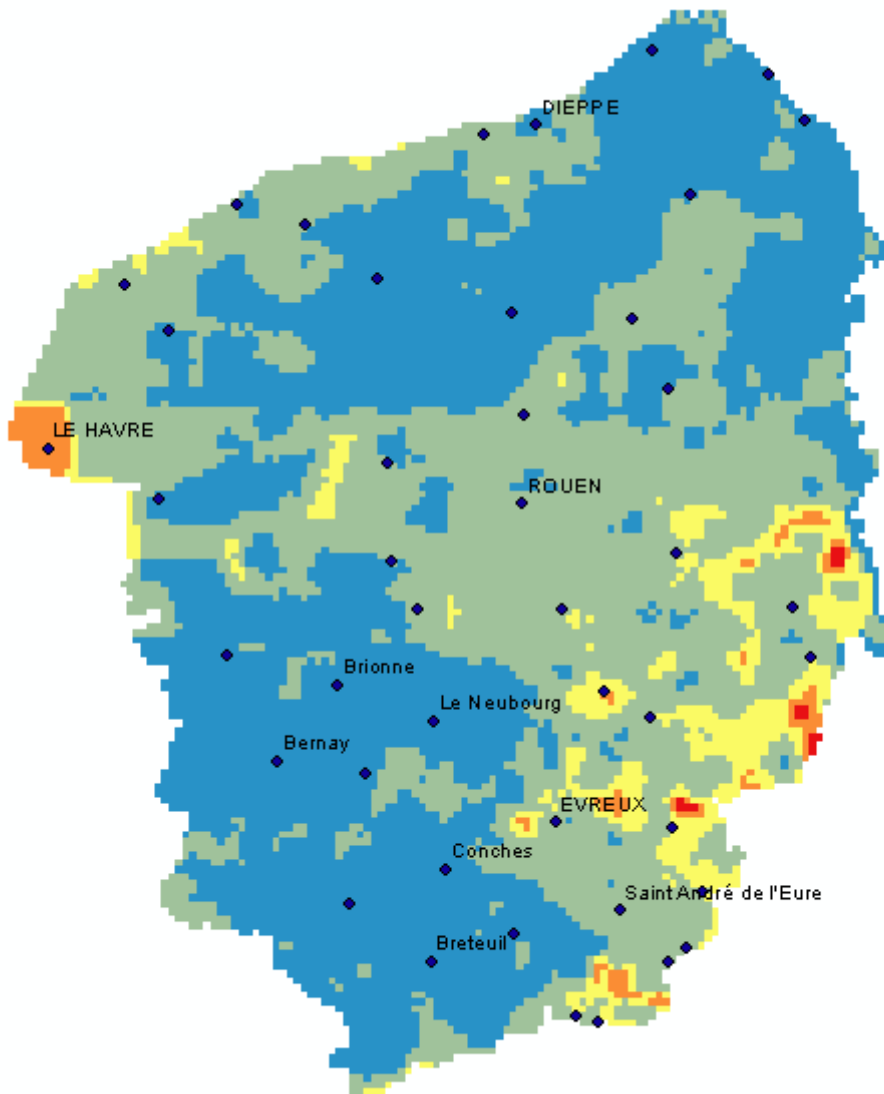 DIEPPE
LE HAVRE
ROUEN
Brionne
Le Neubourg
Bernay
EVREUX
Conches
Saint André de l'Eure
Breteuil